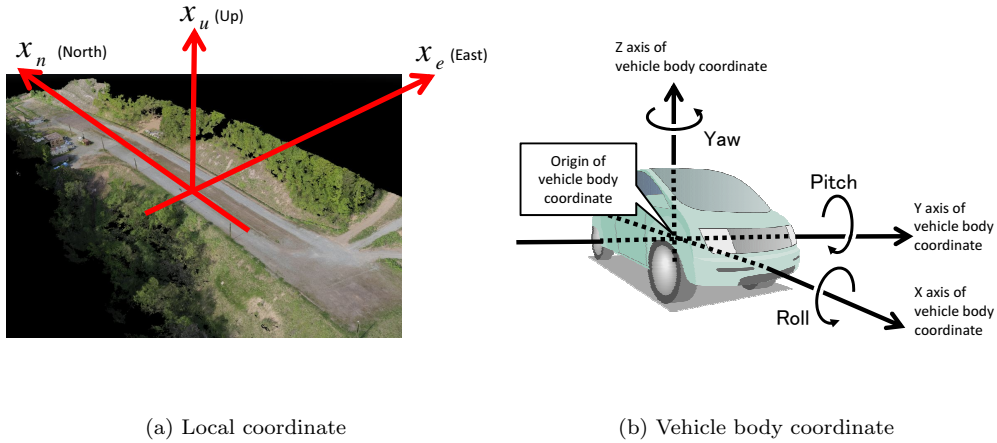 x_u (Up)
x_n (North)
x_e (East)
Z axis of
vehicle body coordinate
Yaw
Origin of
vehicle body
coordinate
Pitch
Y axis of
vehicle body
coordinate
X axis of
vehicle body
coordinate
Roll
(a) Local coordinate
(b) Vehicle body coordinate